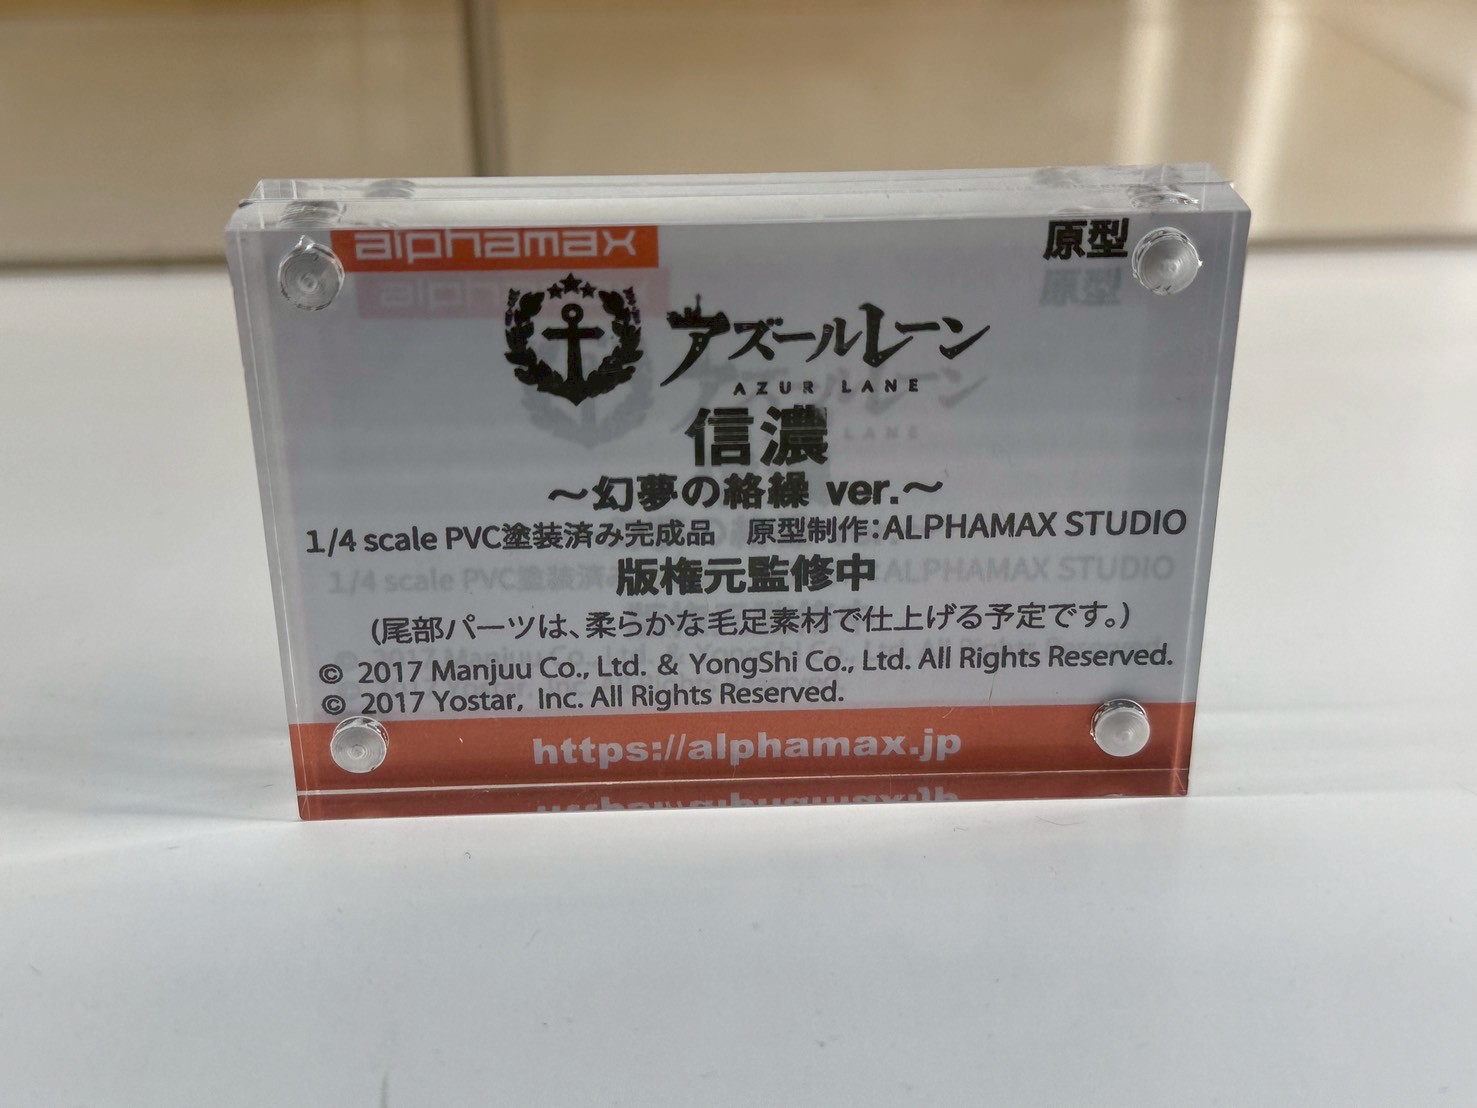 alphamax
原型
アズールレーン
AZUR LANE
信濃
～幻夢の絡繰 ver.～
1/4 scale PVC塗装済み完成品　原型制作：ALPHAMAX STUDIO
版権元監修中
（尾部パーツは、柔らかな毛足素材で仕上げる予定です。）
© 2017 Manjuu Co., Ltd. & YongShi Co., Ltd. All Rights Reserved.
© 2017 Yostar, Inc. All Rights Reserved.
https://alphamax.jp